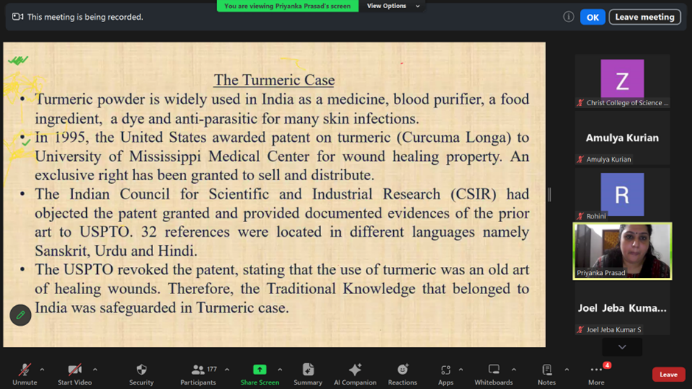 You are viewing Priyanka Prasad's screen
View Options
This meeting is being recorded.
OK
Leave meeting
The Turmeric Case
• Turmeric powder is widely used in India as a medicine, blood purifier, a food
ingredient, a dye and anti-parasitic for many skin infections.
• In 1995, the United States awarded patent on turmeric (Curcuma Longa) to
University of Mississippi Medical Center for wound healing property. An
exclusive right has been granted to sell and distribute.
• The Indian Council for Scientific and Industrial Research (CSIR) had
objected the patent granted and provided documented evidences of the prior
art to USPTO. 32 references were located in different languages namely
Sanskrit, Urdu and Hindi.
• The USPTO revoked the patent, stating that the use of turmeric was an old art
of healing wounds. Therefore, the Traditional Knowledge that belonged to
India was safeguarded in Turmeric case.
Z
Christ College of Science ...
Amulya Kurian
Amulya Kurian
R
Rohini
Priyanka Prasad
Joel Jeba Kuma...
Joel Jeba Kumar S
Unmute
Start Video
Security
177
Participants
Share Screen
Summary
AI Companion
Reactions
Apps
Whiteboards
Notes
4
More
Leave